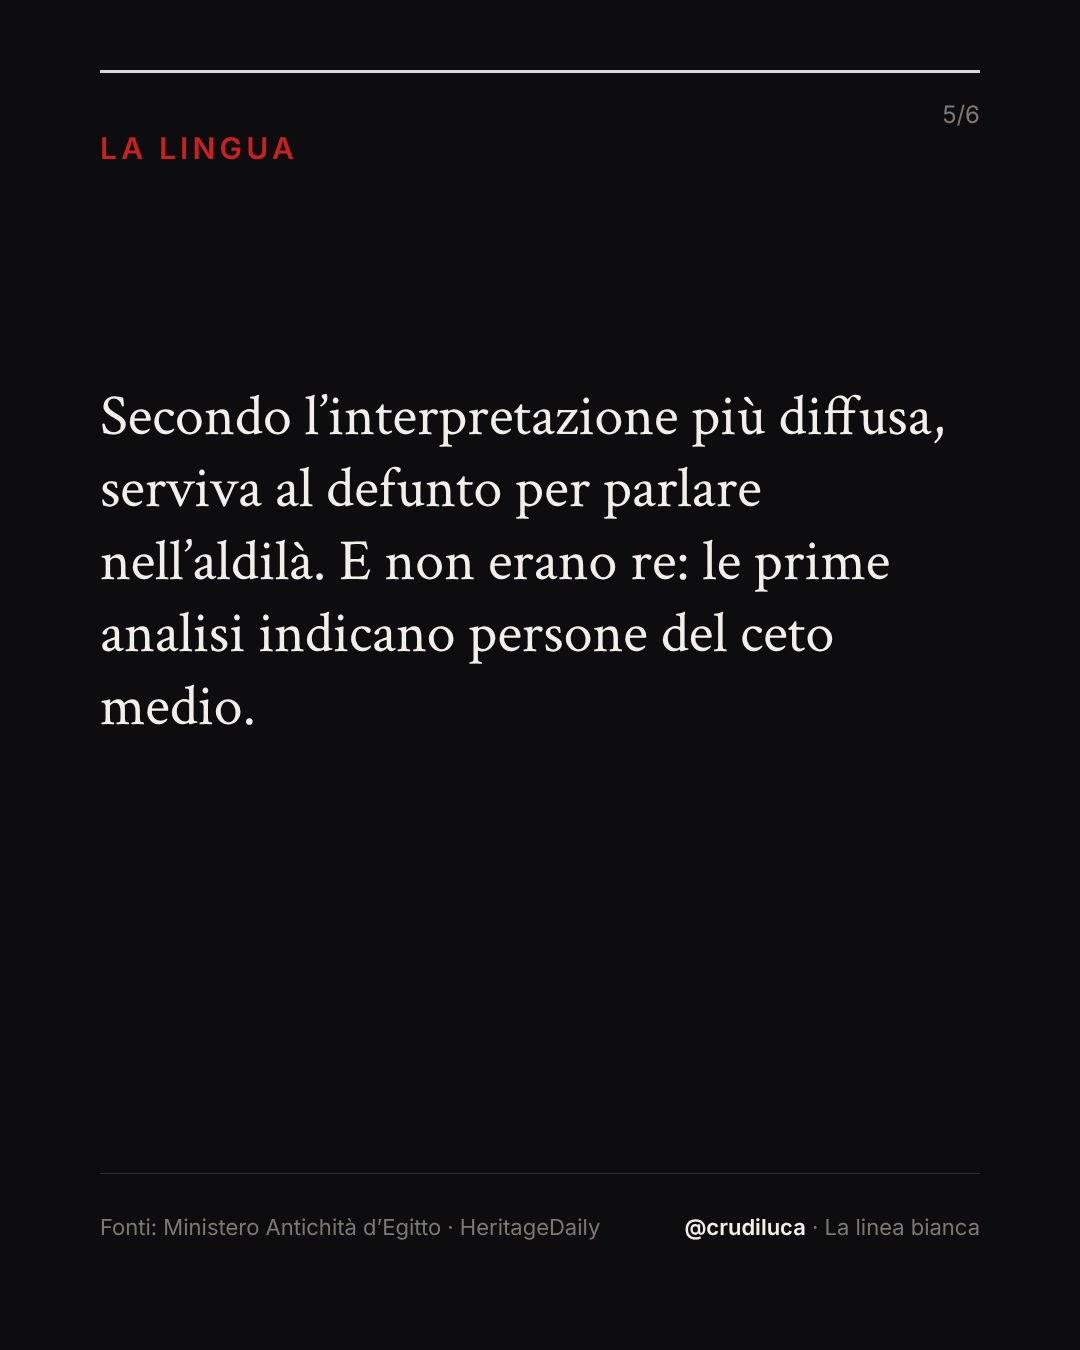 5/6
LA LINGUA
Secondo l’interpretazione più diffusa,
serviva al defunto per parlare
nell’aldilà. E non erano re: le prime
analisi indicano persone del ceto
medio.
Fonti: Ministero Antichità d’Egitto · HeritageDaily
@crudiluca · La linea bianca